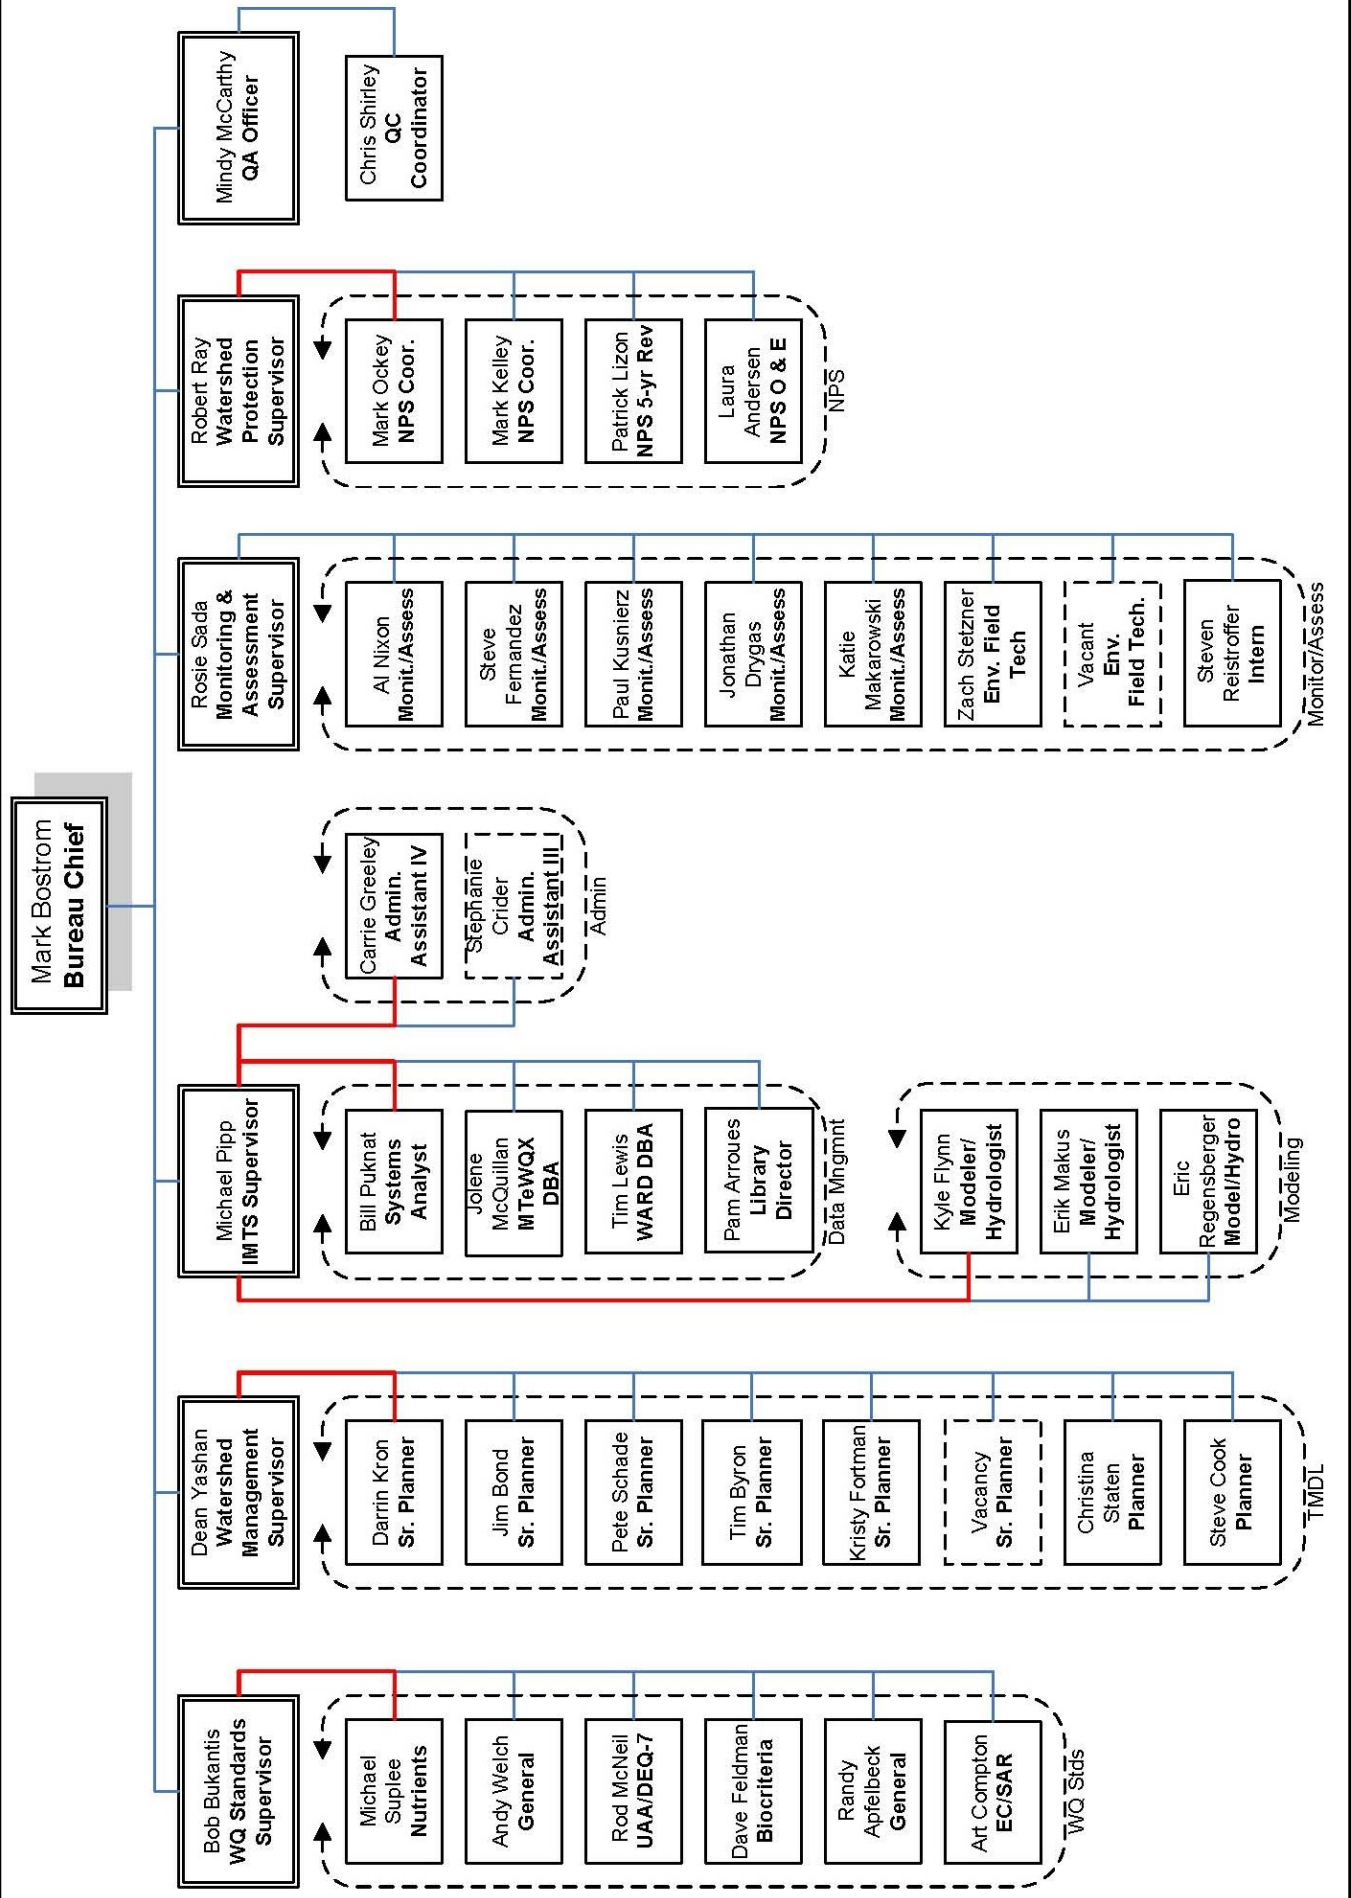 Mark Bostrom
Bureau Chief
Bob Bukantis
WQ Standards
Supervisor
Michael
Suplee
Nutrients
Andy Welch
General
Rod McNeil
UAA/DEQ-7
Dave Feldman
Biocriteria
Randy
Apfelbeck
General
Art Compton
EC/SAR
WQ Stds
Dean Yashan
Watershed
Management
Supervisor
Darrin Kron
Sr. Planner
Jim Bond
Sr. Planner
Pete Schade
Sr. Planner
Tim Byron
Sr. Planner
Kristy Fortman
Sr. Planner
Vacancy
Sr. Planner
Christina
Staten
Planner
Steve Cook
Planner
TMDL
Michael Pipp
IMTS Supervisor
Bill Puknat
Systems
Analyst
Jolene
McQuillan
MTeWQX
DBA
Tim Lewis
WARD DBA
Pam Arroues
Library
Director
Data Mngmnt
Kyle Flynn
Modeler/
Hydrologist
Erik Makus
Modeler/
Hydrologist
Eric
Regensberger
Model/Hydro
Modeling
Carrie Greeley
Admin.
Assistant IV
Stephanie
Crider
Admin.
Assistant III
Admin
Rosie Sada
Monitoring &
Assessment
Supervisor
Al Nixon
Monit./Assess
Steve
Fernandez
Monit./Assess
Paul Kusnierz
Monit./Assess
Jonathan
Drygas
Monit./Assess
Katie
Makarowski
Monit./Assess
Zach Stetzner
Env. Field
Tech
Vacant
Env.
Field Tech.
Steven
Reistroffer
Intern
Monitor/Assess
Robert Ray
Watershed
Protection
Supervisor
Mark Ockey
NPS Coor.
Mark Kelley
NPS Coor.
Patrick Lizon
NPS 5-yr Rev
Laura
Andersen
NPS O & E
NPS
Mindy McCarthy
QA Officer
Chris Shirley
QC
Coordinator